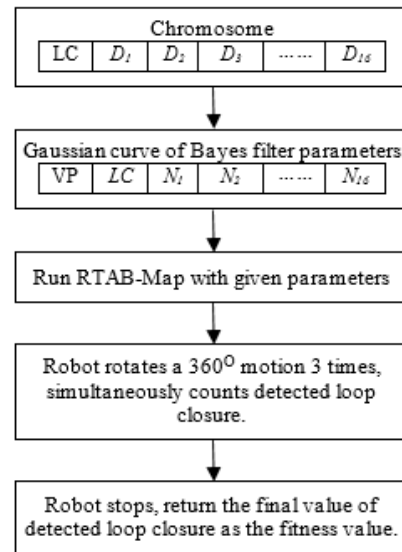 Chromosome
LC D1 D2 D3 ...... D16
Gaussian curve of Bayes filter parameters
VP LC N1 N2 ...... N16
Run RTAB-Map with given parameters
Robot rotates a 360O motion 3 times,
simultaneously counts detected loop
closure.
Robot stops, return the final value of
detected loop closure as the fitness value.